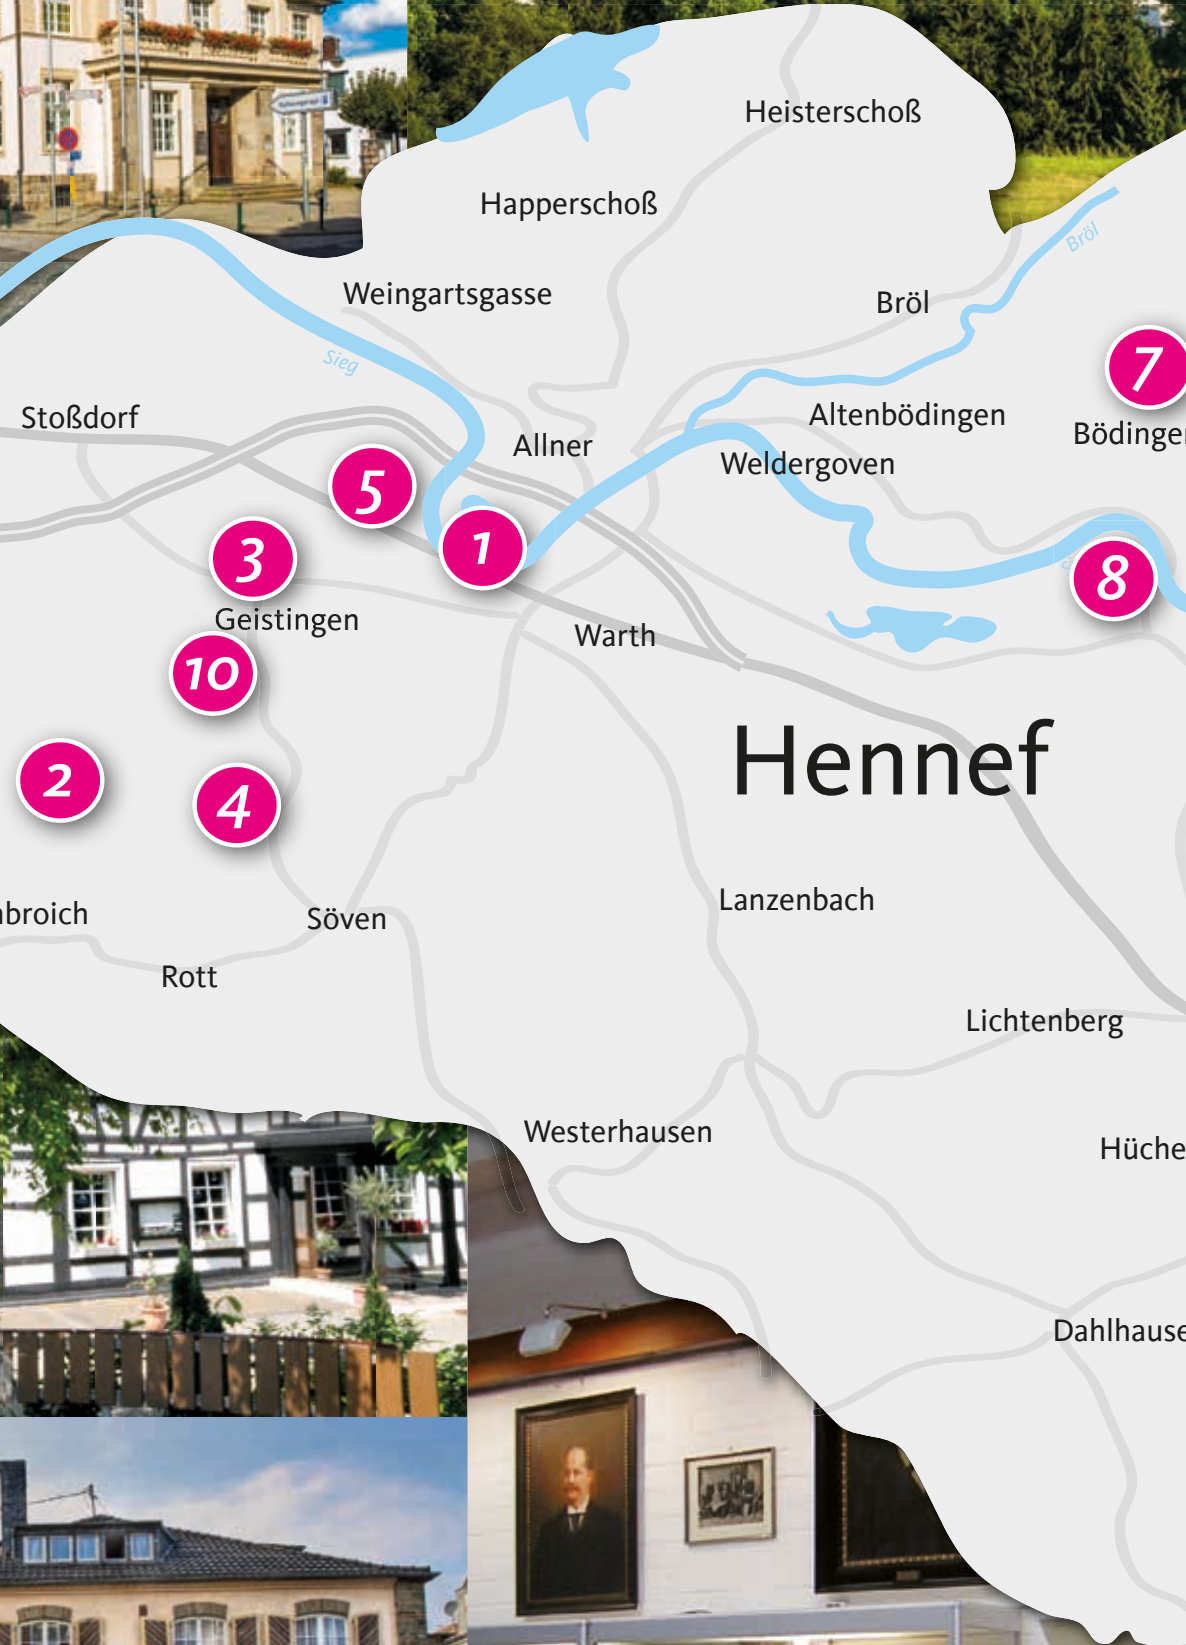 Heisterschoß
Happerschoß
Bröl
Weingartsgasse
Bröl
Sieg
7
Stoßdorf
Altenbödingen
Allner
Weldergoven
5
1
3
8
Geistingen
Warth
10
Hennef
2
4
Lanzenbach
Söven
Rott
Lichtenberg
Westerhausen